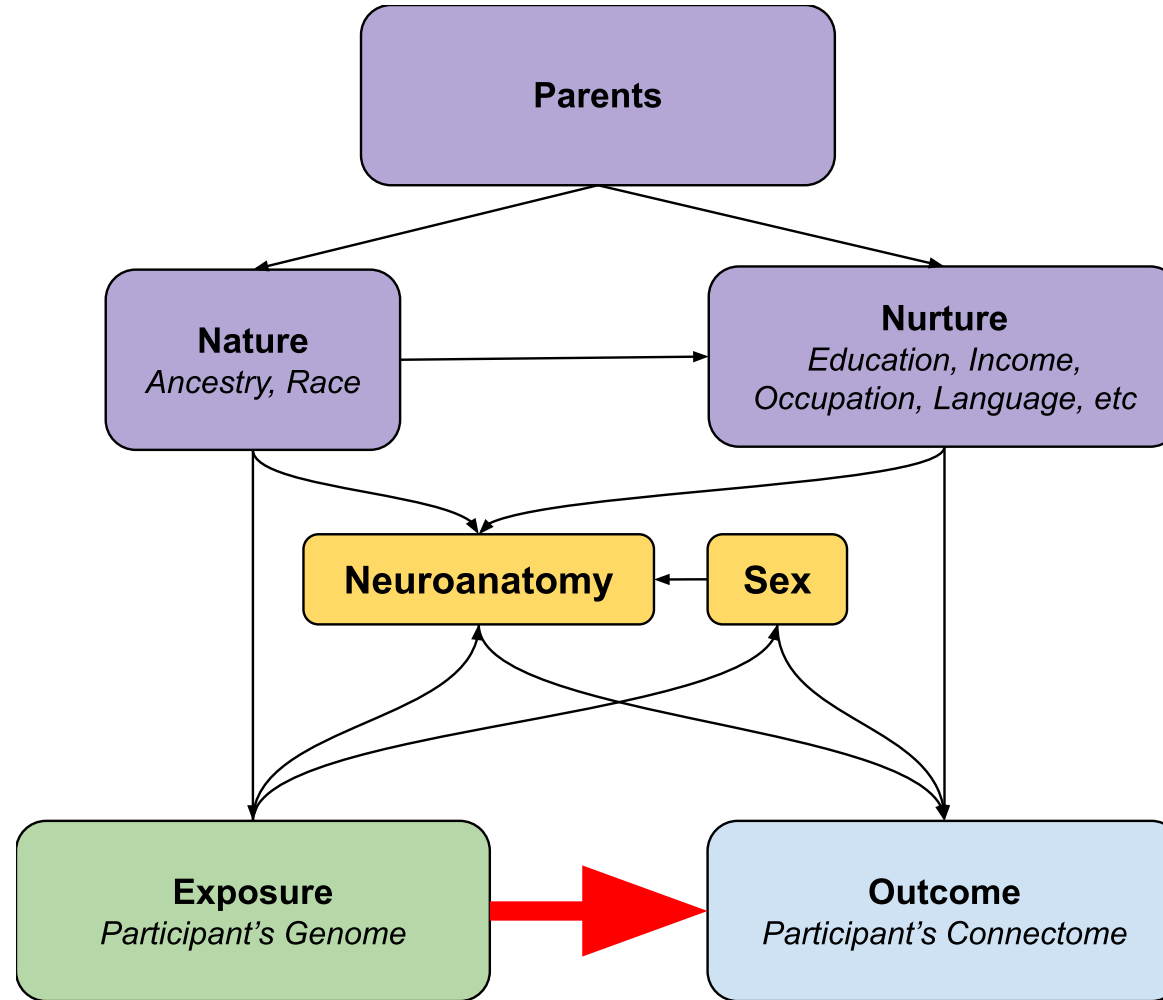 Parents
Nature
Ancestry, Race
Nurture
Education, Income,
Occupation, Language, etc
Neuroanatomy
Sex
Exposure
Participant's Genome
Outcome
Participant's Connectome